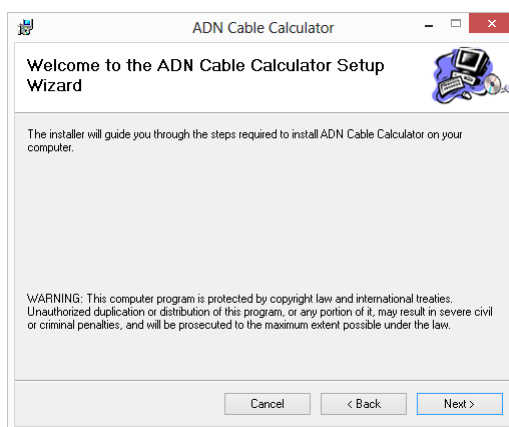 ADN Cable Calculator
Welcome to the ADN Cable Calculator Setup
Wizard
The installer will guide you through the steps required to install ADN Cable Calculator on your
computer.
WARNING: This computer program is protected by copyright law and international treaties.
Unauthorized duplication or distribution of this program, or any portion of it, may result in severe civil
or criminal penalties, and will be prosecuted to the maximum extent possible under the law.
Cancel
< Back
Next >